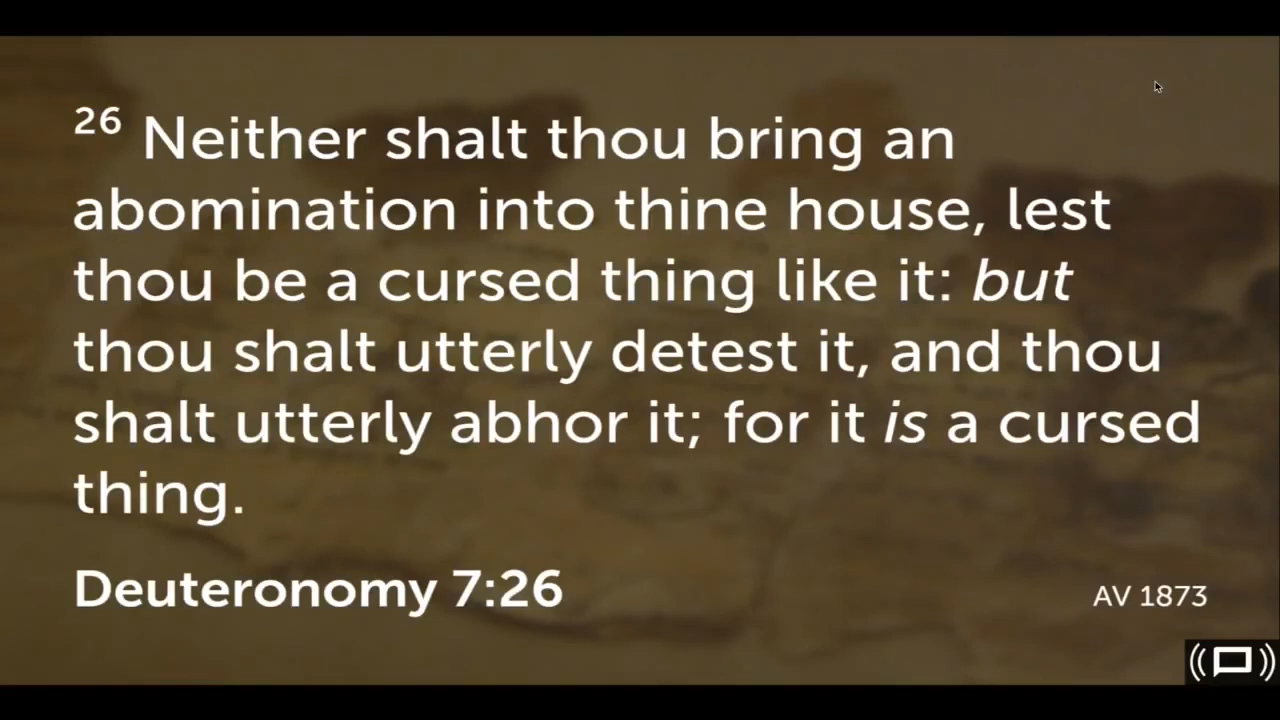 26 Neither shalt thou bring an
abomination into thine house, lest
thou be a cursed thing like it: but
thou shalt utterly detest it, and thou
shalt utterly abhor it; for it is a cursed
thing.
Deuteronomy 7:26
AV 1873